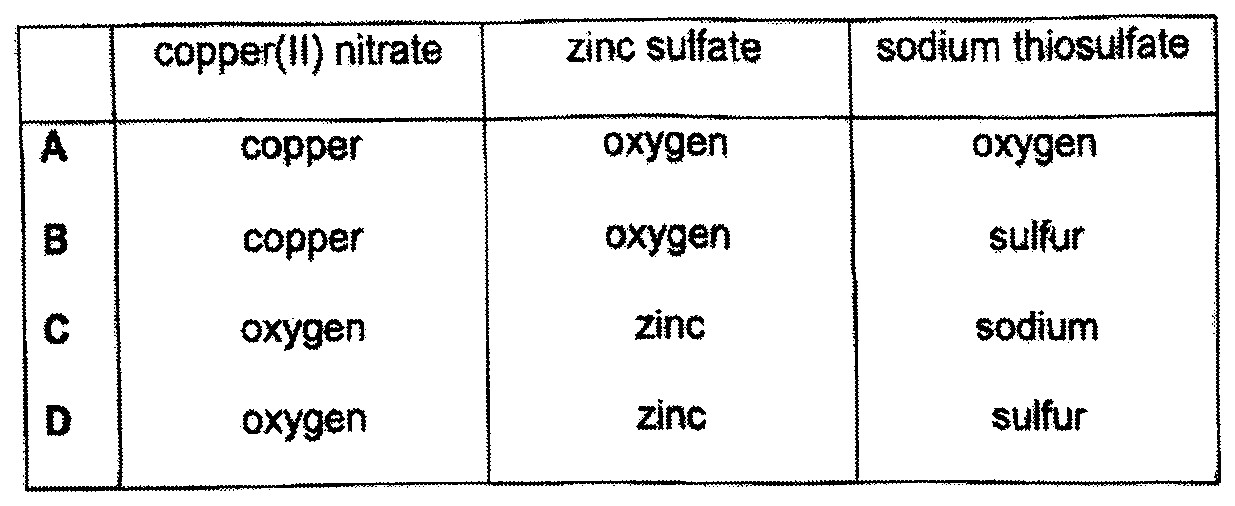 copper(II) nitrate zinc sulfate sodium thiosulfate
A copper oxygen oxygen
B copper oxygen sulfur
C oxygen zinc sodium
D oxygen zinc sulfur